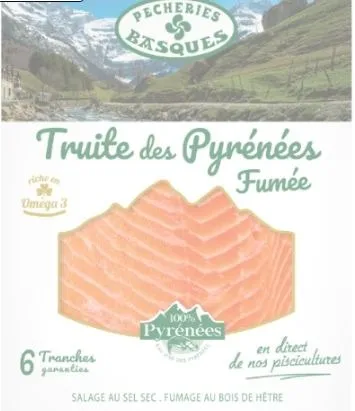 PECHERIES
BASQUES
Truite des Pyrénées
Fumée
riche en
Oméga 3
100%
Pyrénées
6 Tranches
garanties
en direct
de nos piscicultures
SALAGE AU SEL SEC . FUMAGE AU BOIS DE HÊTRE